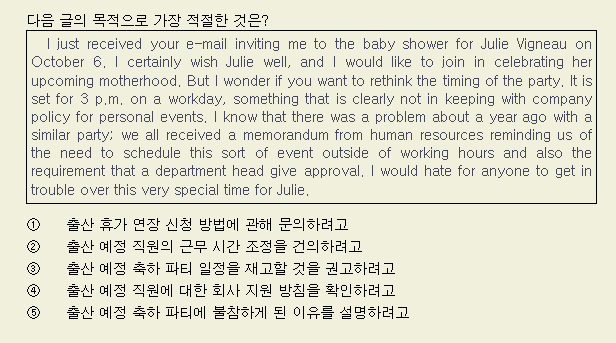 다음 글의 목적으로 가장 적절한 것은?
I just received your e-mail inviting me to the baby shower for Julie Vigneau on
October 6. I certainly wish Julie well, and I would like to join in celebrating her
upcoming motherhood. But I wonder if you want to rethink the timing of the party. It is
set for 3 p.m. on a workday, something that is clearly not in keeping with company
policy for personal events. I know that there was a problem about a year ago with a
similar party; we all received a memorandum from human resources reminding us of
the need to schedule this sort of event outside of working hours and also the
requirement that a department head give approval. I would hate for anyone to get in
trouble over this very special time for Julie.
① 출산 휴가 연장 신청 방법에 관해 문의하려고
② 출산 예정 직원의 근무 시간 조정을 건의하려고
③ 출산 예정 축하 파티 일정을 재고할 것을 권고하려고
④ 출산 예정 직원에 대한 회사 지원 방침을 확인하려고
⑤ 출산 예정 축하 파티에 불참하게 된 이유를 설명하려고